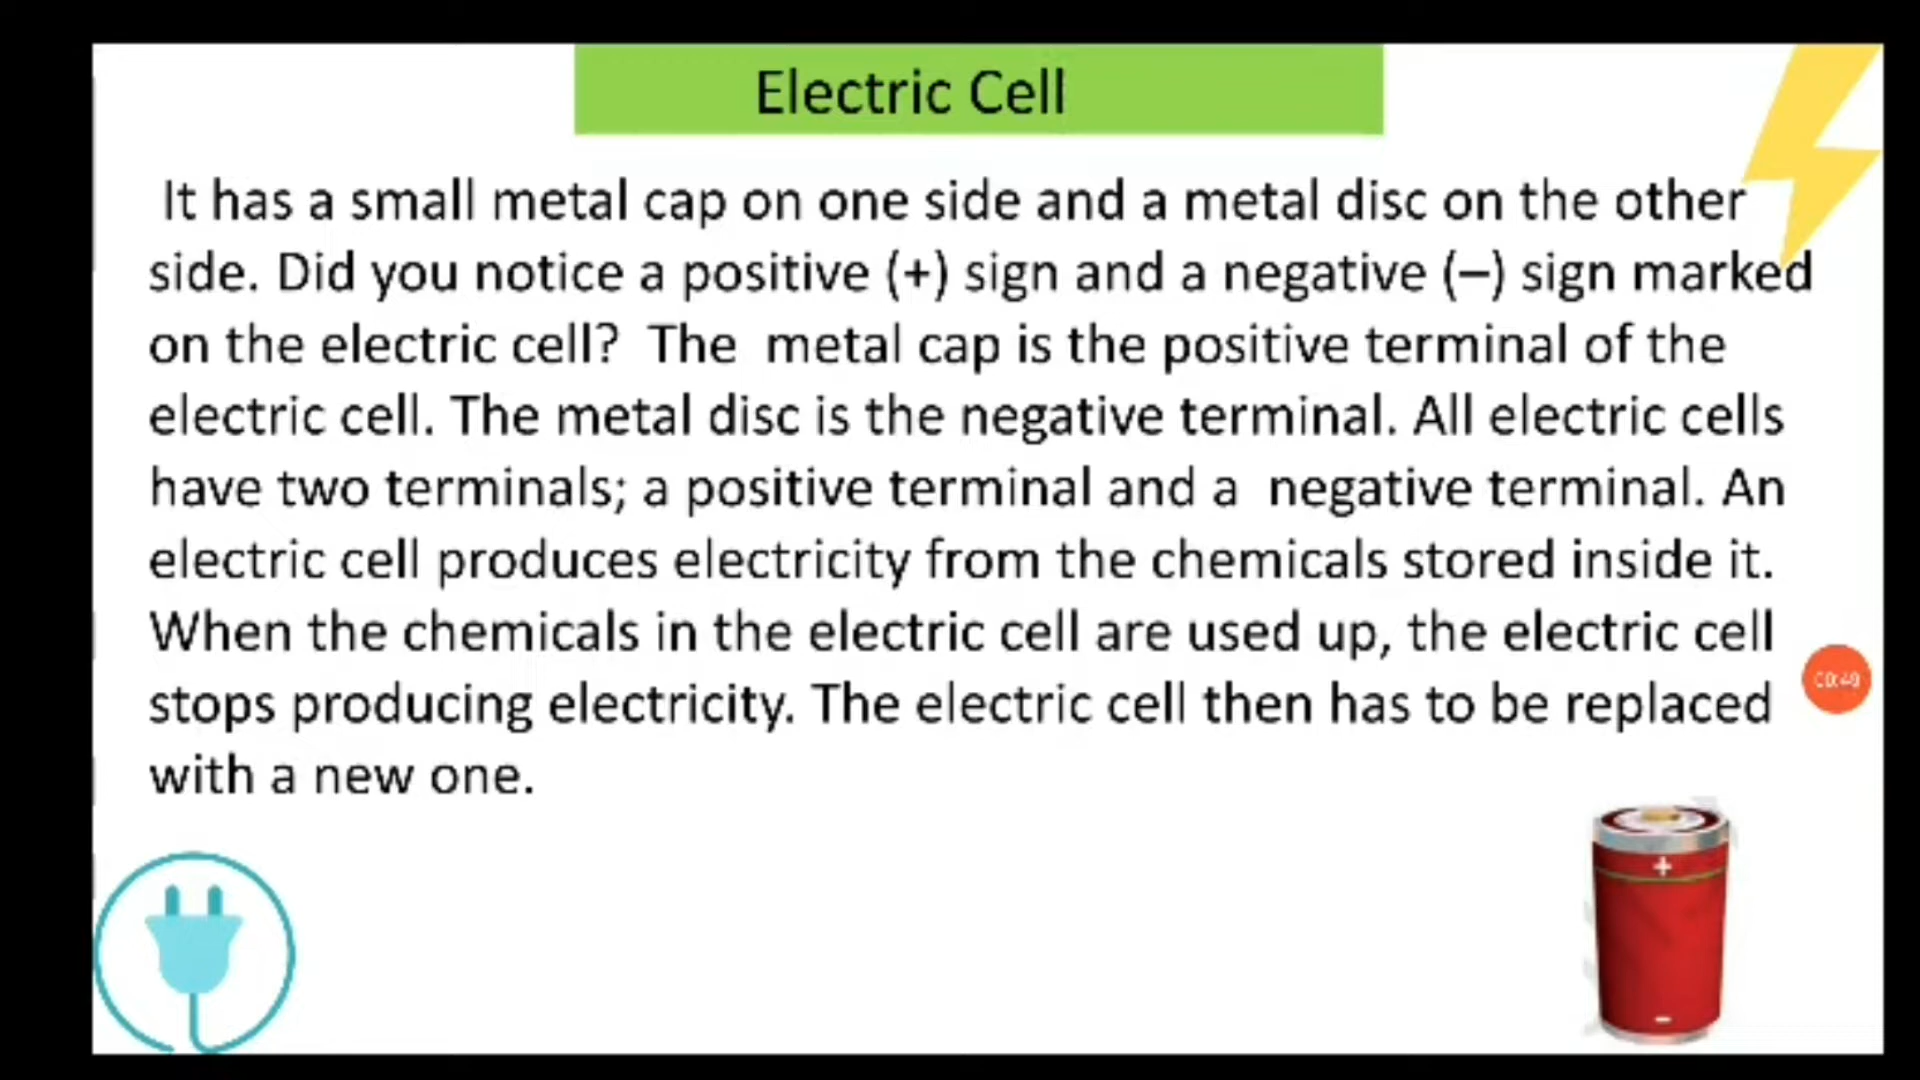 Electric Cell
It has a small metal cap on one side and a metal disc on the other
side. Did you notice a positive (+) sign and a negative (–) sign marked
on the electric cell? The metal cap is the positive terminal of the
electric cell. The metal disc is the negative terminal. All electric cells
have two terminals; a positive terminal and a negative terminal. An
electric cell produces electricity from the chemicals stored inside it.
When the chemicals in the electric cell are used up, the electric cell
stops producing electricity. The electric cell then has to be replaced
with a new one.
+
-